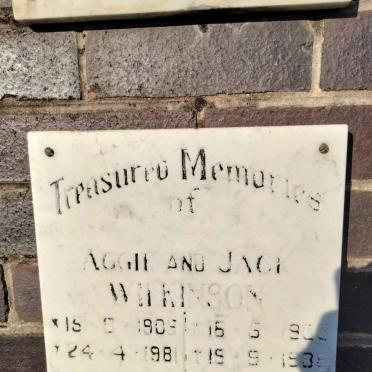 Treasured Memories
of
AGGIE AND JACK
WILKINSON
24 4 1981